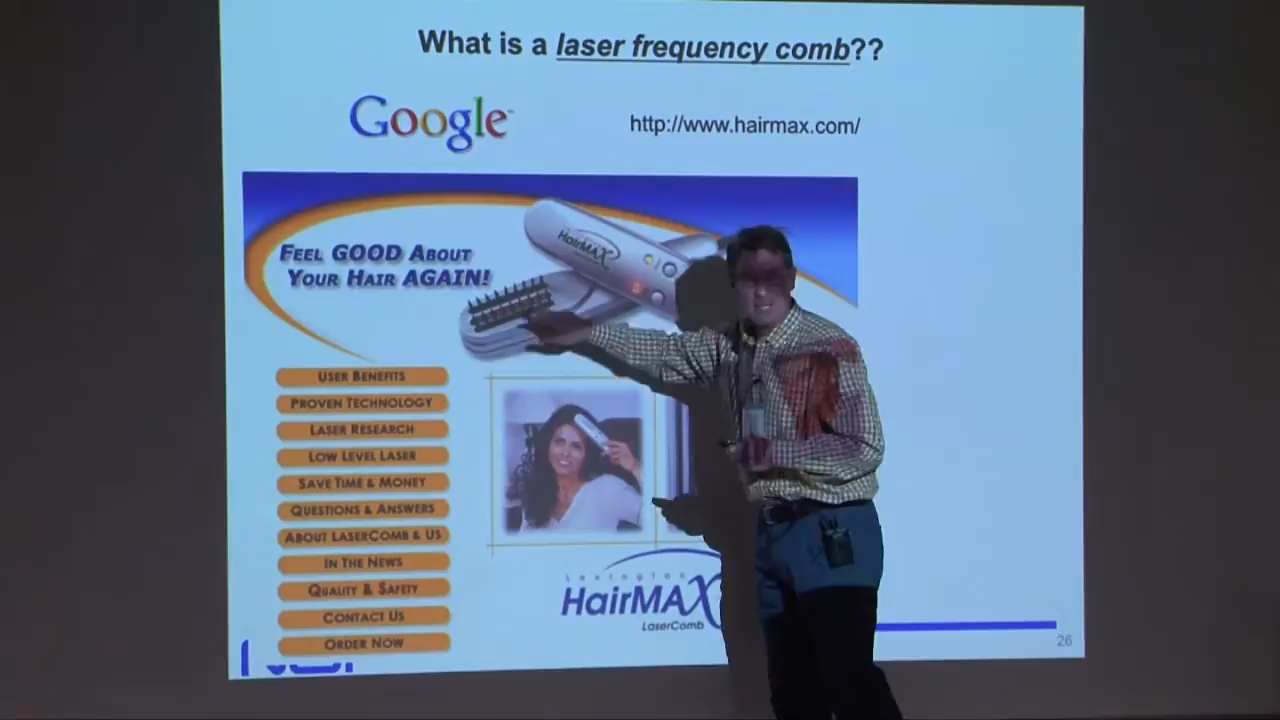 What is a laser frequency comb??
Google
http://www.hairmax.com/
FEEL GOOD ABOUT
YOUR HAIR AGAIN!
HairMAX
USER BENEFITS
PROVEN TECHNOLOGY
LASER RESEARCH
LOW LEVEL LASER
SAVE TIME & MONEY
QUESTIONS & ANSWERS
ABOUT LASERCOMB & US
IN THE NEWS
QUALITY & SAFETY
CONTACT US
ORDER NOW
Lexington
HairMAX
LaserComb
26